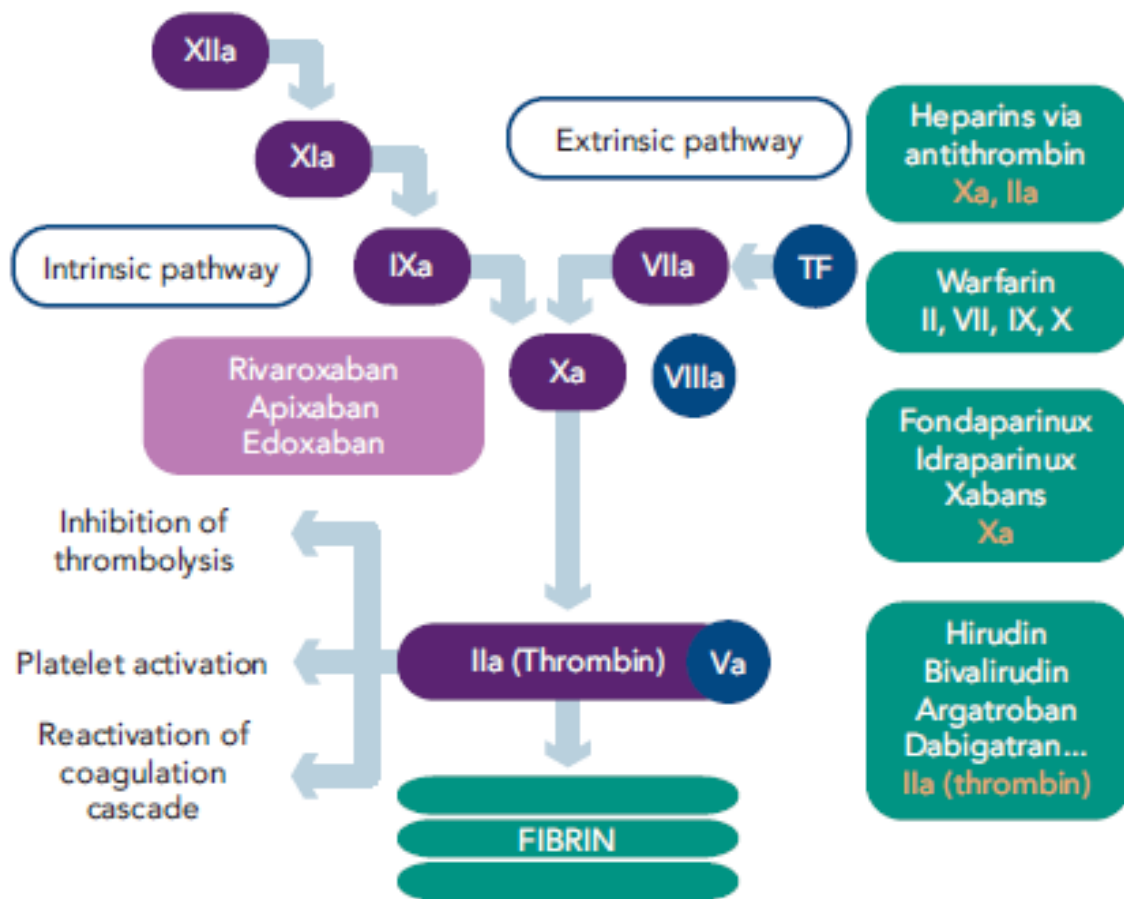 XIIa
XIa
Extrinsic pathway
Heparins via
antithrombin
Xa, IIa
Intrinsic pathway
IXa
VIIa
TF
Warfarin
II, VII, IX, X
Rivaroxaban
Apixaban
Edoxaban
Xa
VIIIa
Fondaparinux
Idraparinux
Xabans
Xa
Inhibition of
thrombolysis
Platelet activation
Reactivation of
coagulation
cascade
IIa (Thrombin)
Va
Hirudin
Bivalirudin
Argatroban
Dabigatran...
IIa (thrombin)
FIBRIN